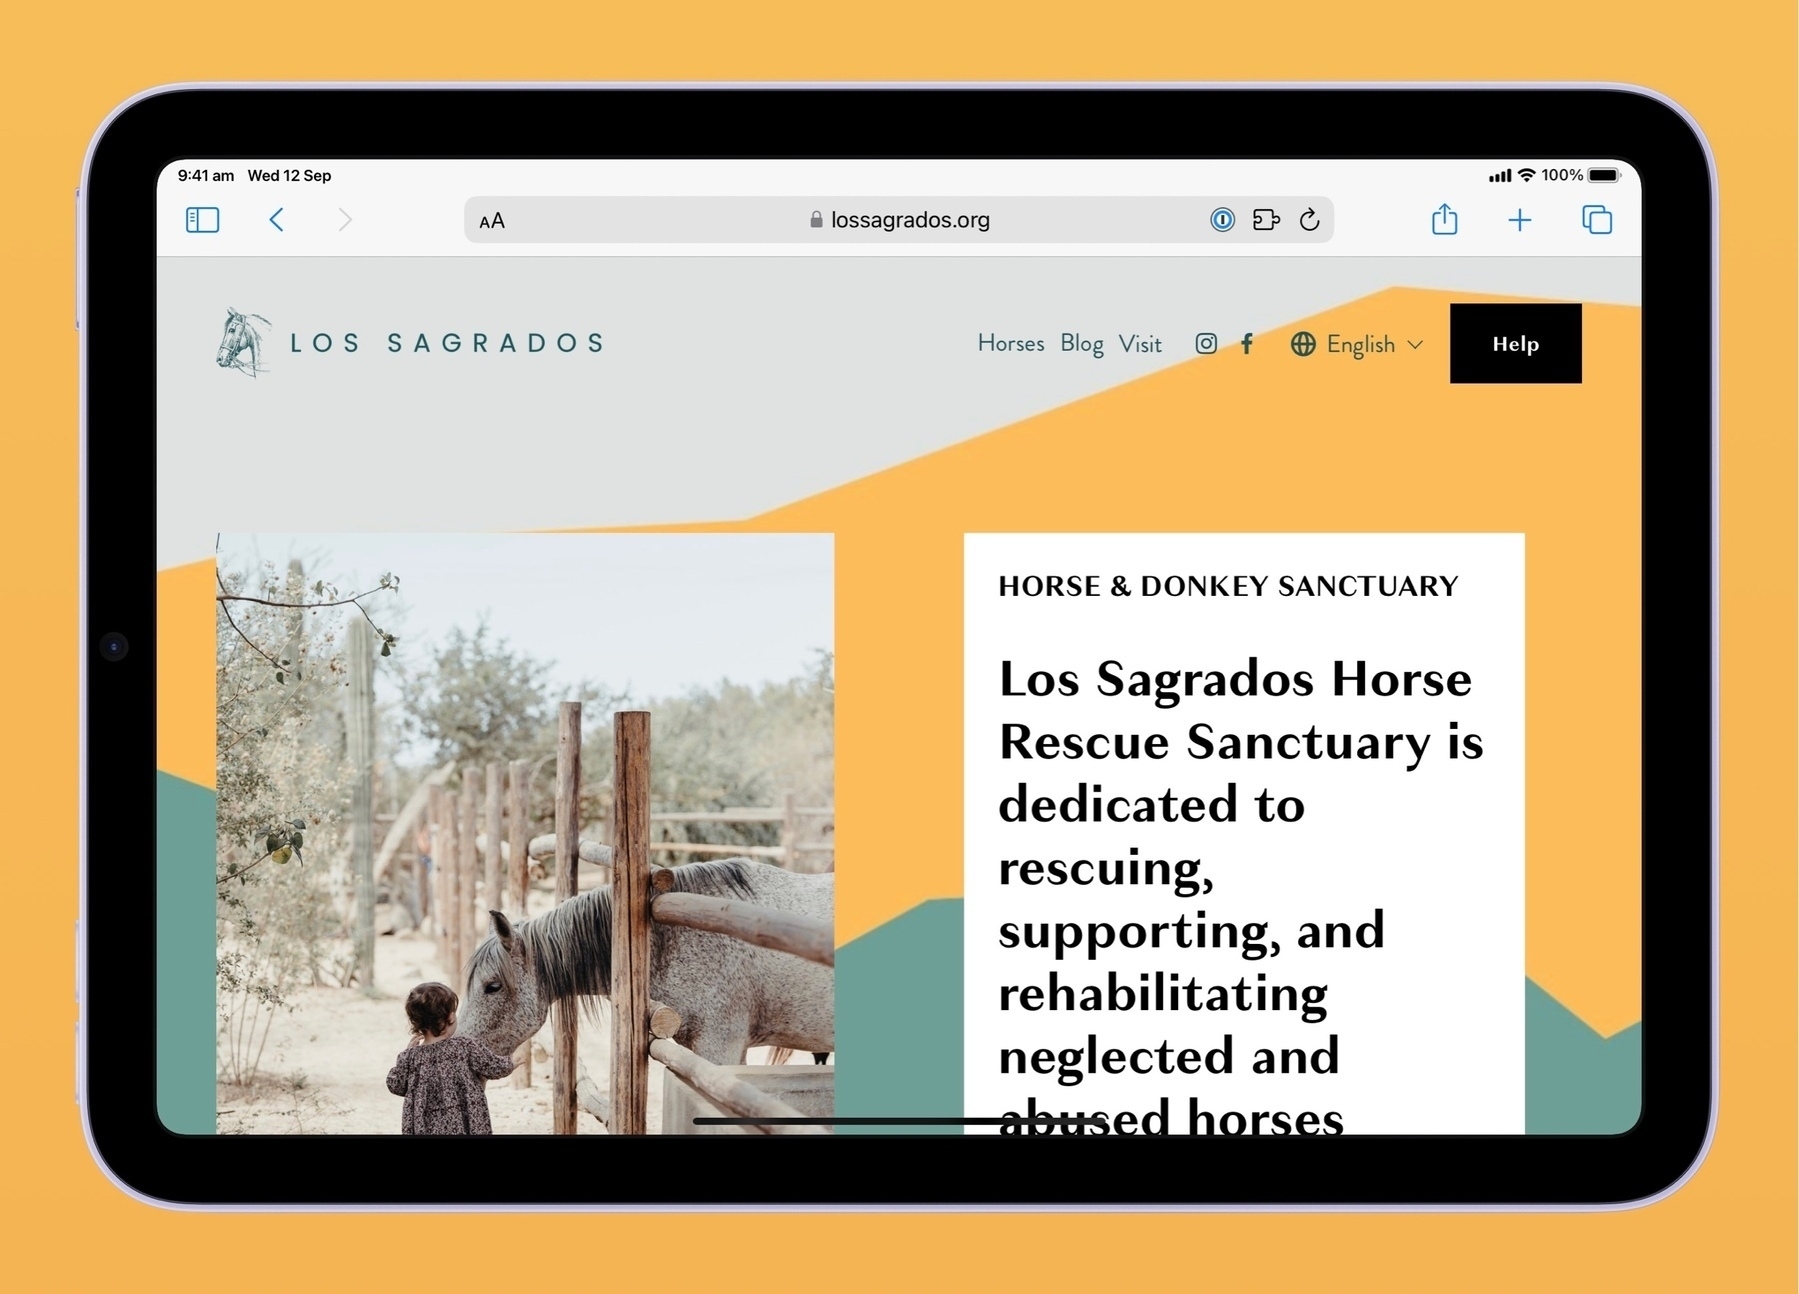 9:41 am Wed 12 Sep
100%
AA
lossagrados.org
LOS SAGRADOS
Horses Blog Visit
English
Help
HORSE & DONKEY SANCTUARY
Los Sagrados Horse
Rescue Sanctuary is
dedicated to
rescuing,
supporting, and
rehabilitating
neglected and
abused horses